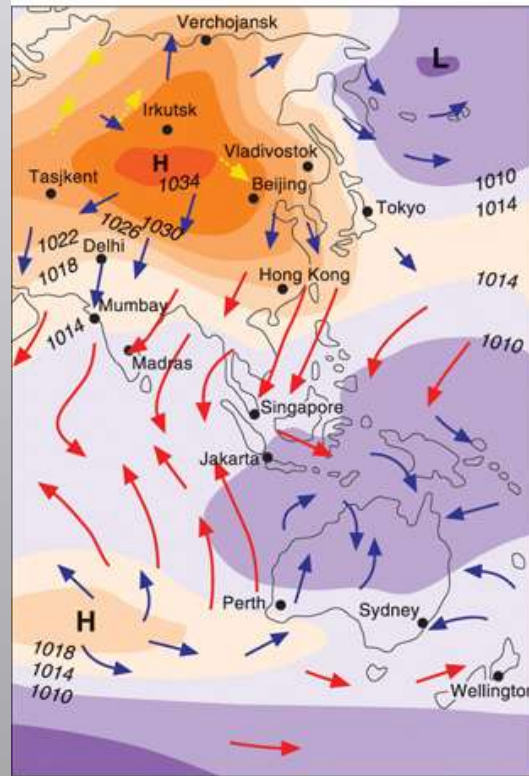 Verchojansk
L
Irkutsk
Vladivostok
H
1034
Tasjkent
Beijing
1010
1014
Tokyo
1030
1026
1022
Delhi
1018
Hong Kong
1014
Mumbay
1014
1010
Madras
Singapore
Jakarta
Perth
Sydney
H
1018
1014
1010
Wellington